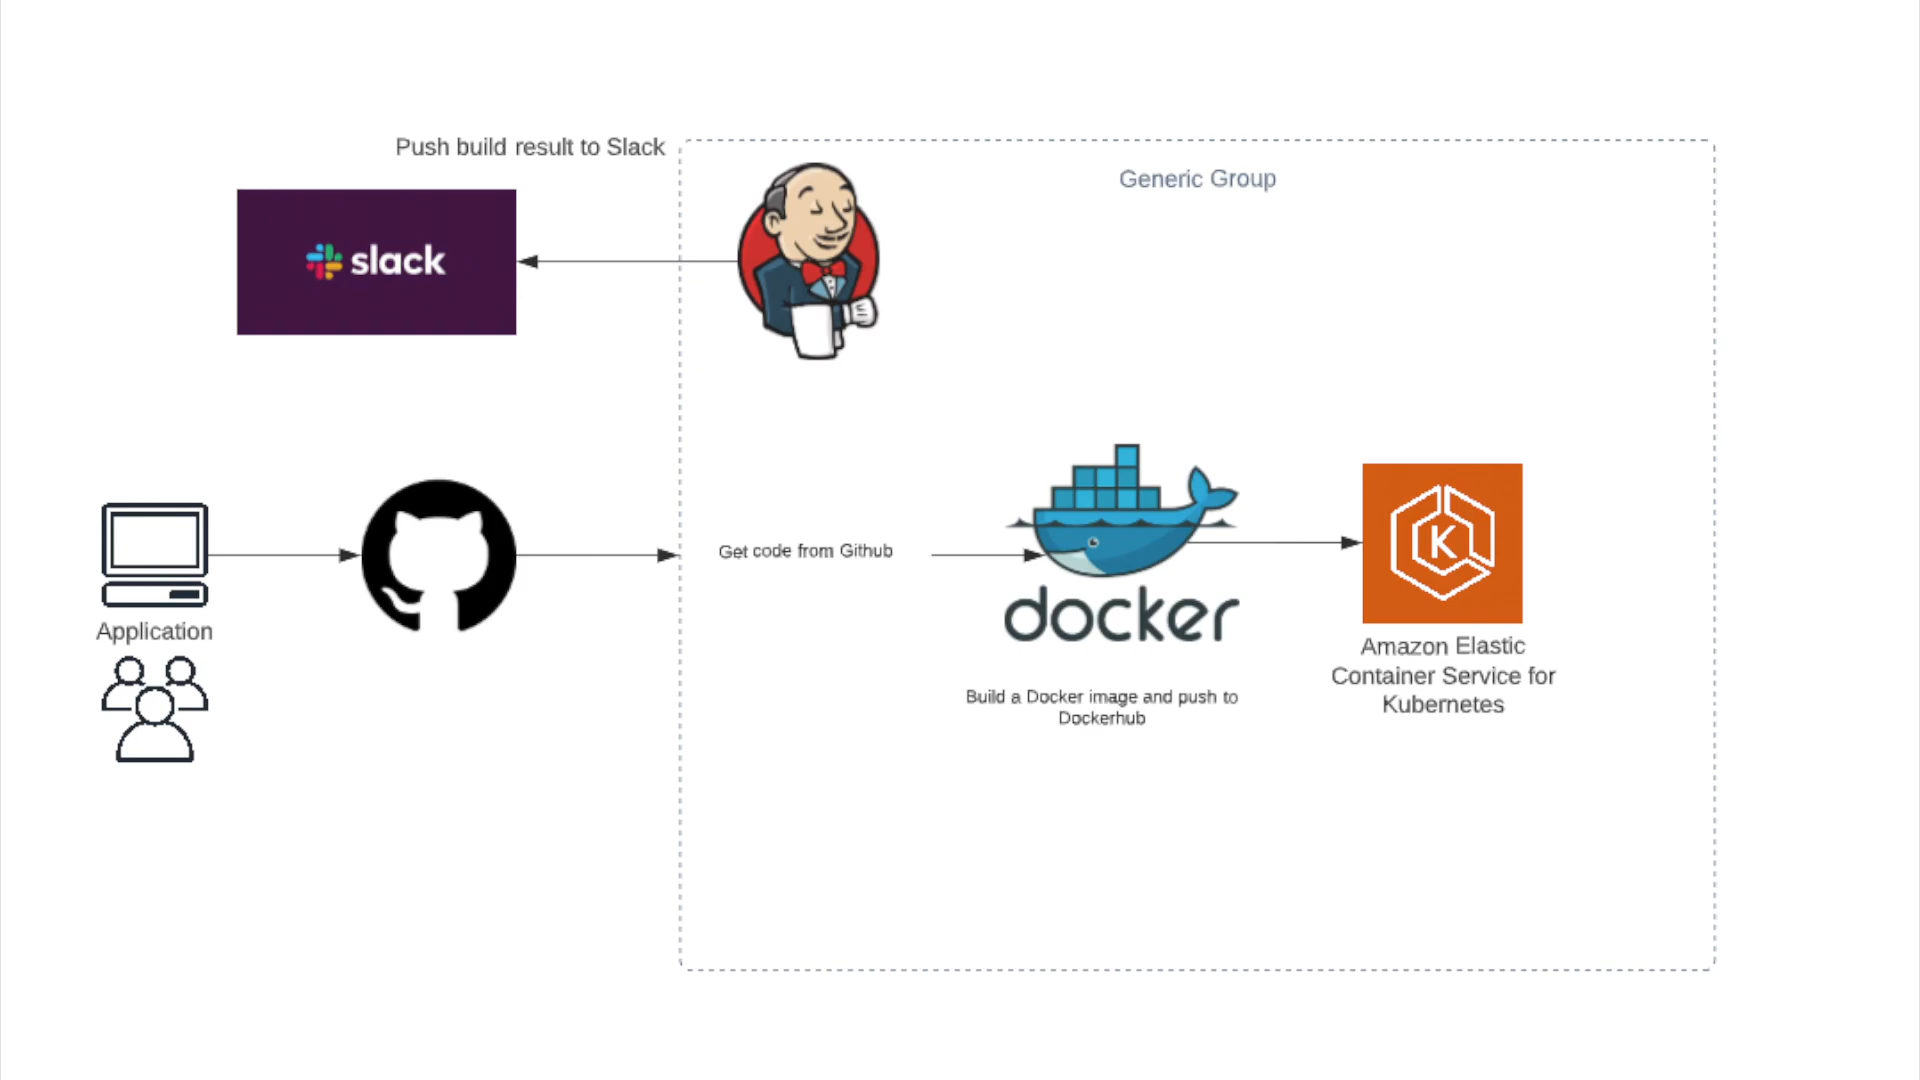 Push build result to Slack
Generic Group
slack
Get code from Github
docker
Application
Build a Docker image and push to
Dockerhub
K
Amazon Elastic
Container Service for
Kubernetes